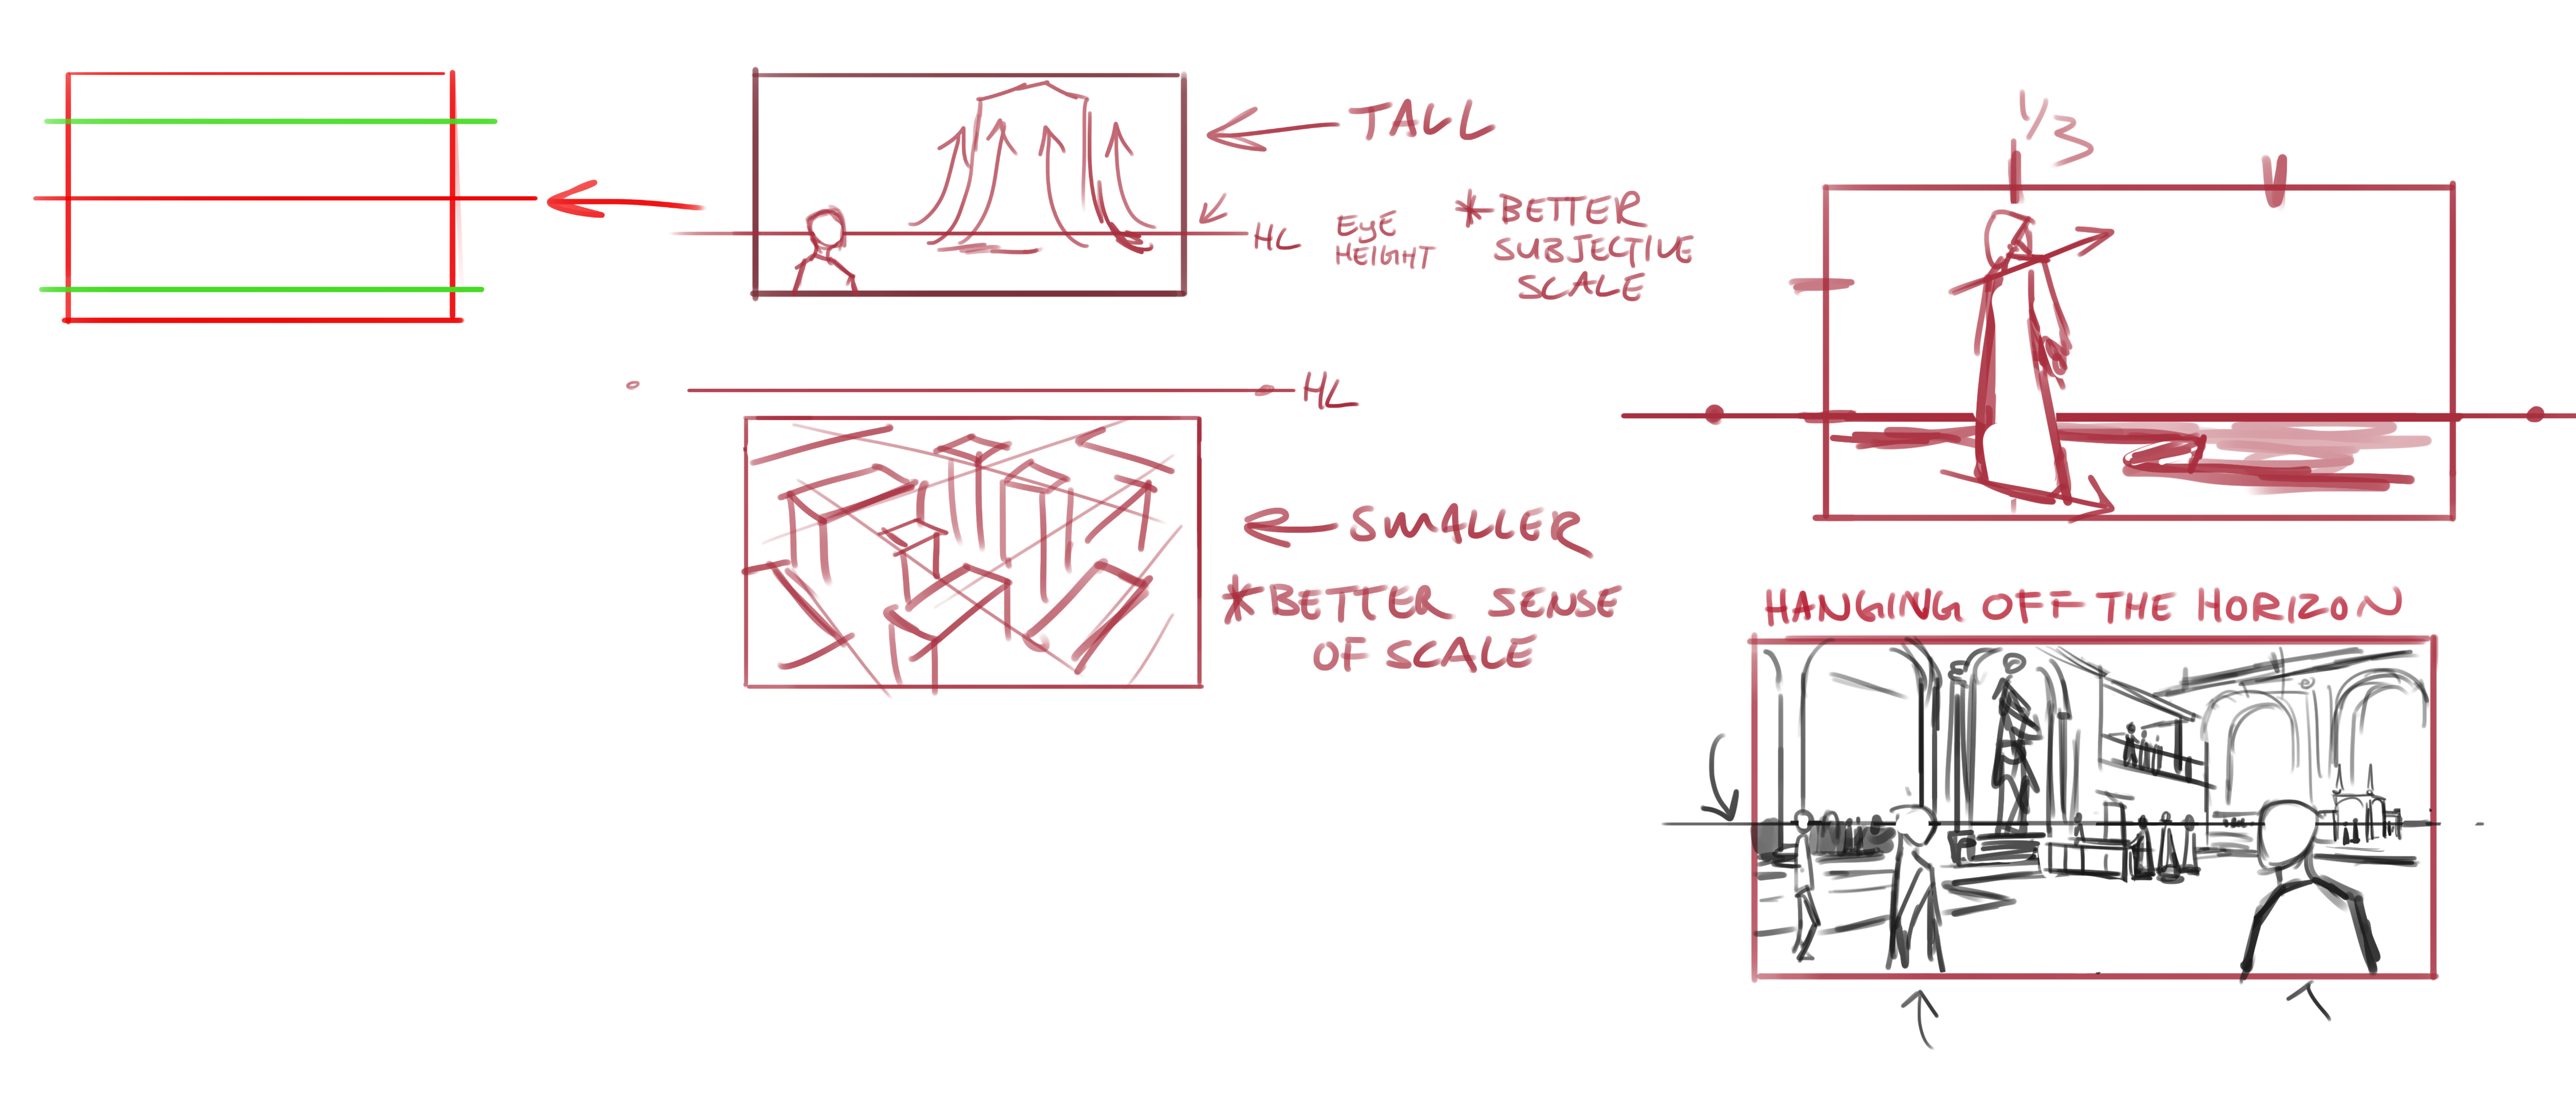 TALL
HL
EYE
HEIGHT
*BETTER
SUBJECTIVE
SCALE
HL
SMALLER
*BETTER SENSE
OF SCALE
1/3
HANGING OFF THE HORIZON